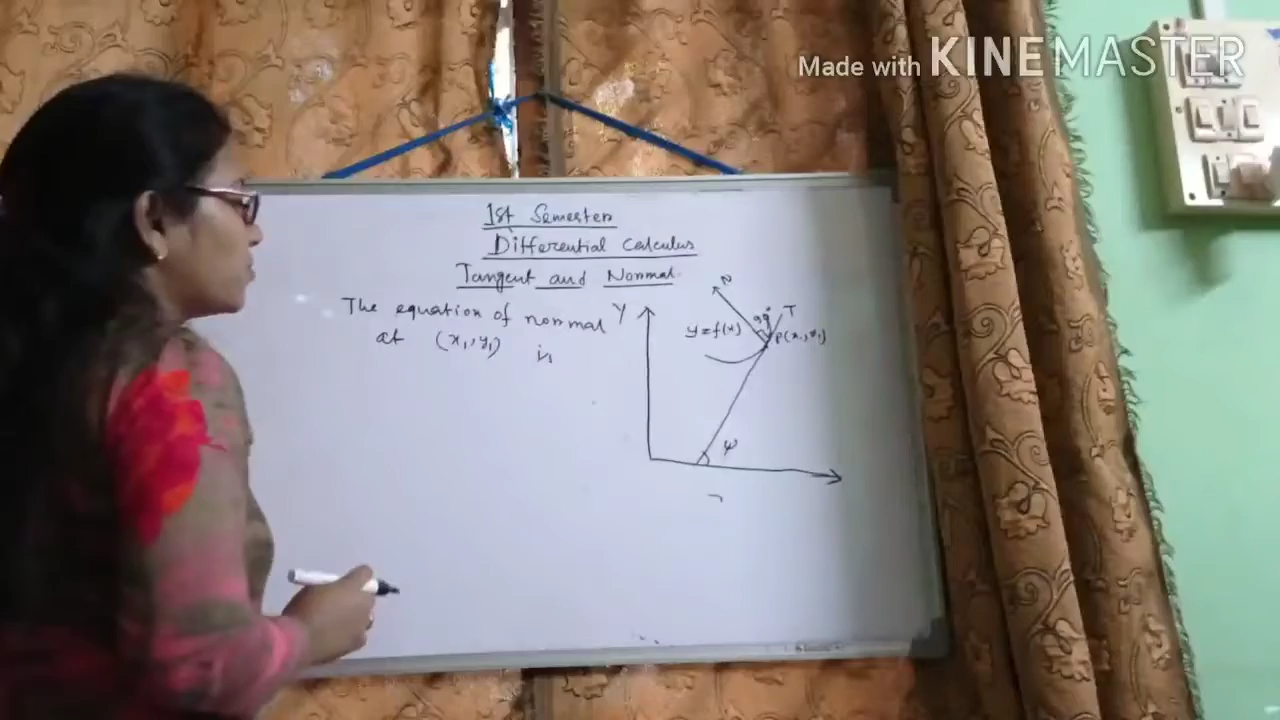 Made with KINEMASTER
1st Semester
Differential Calculus
Tangent and Normal
The equation of normal
at (x₁, y₁) is
Y
N
90°
T
y = f(x)
P(x₁, y₁)
ψ